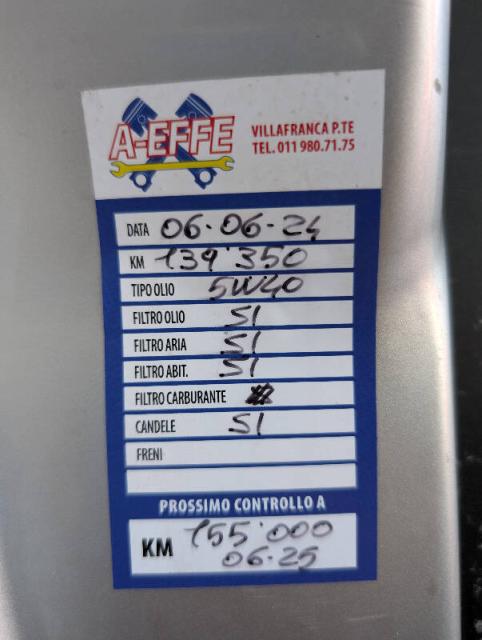 A-EFFE
VILLAFRANCA P.TE
TEL. 011 980.71.75
DATA 06-06-24
KM 139'350
TIPO OLIO 5W40
FILTRO OLIO SI
FILTRO ARIA SI
FILTRO ABIT. SI
FILTRO CARBURANTE
CANDELE SI
FRENI
PROSSIMO CONTROLLO A
KM 155'000
06-25